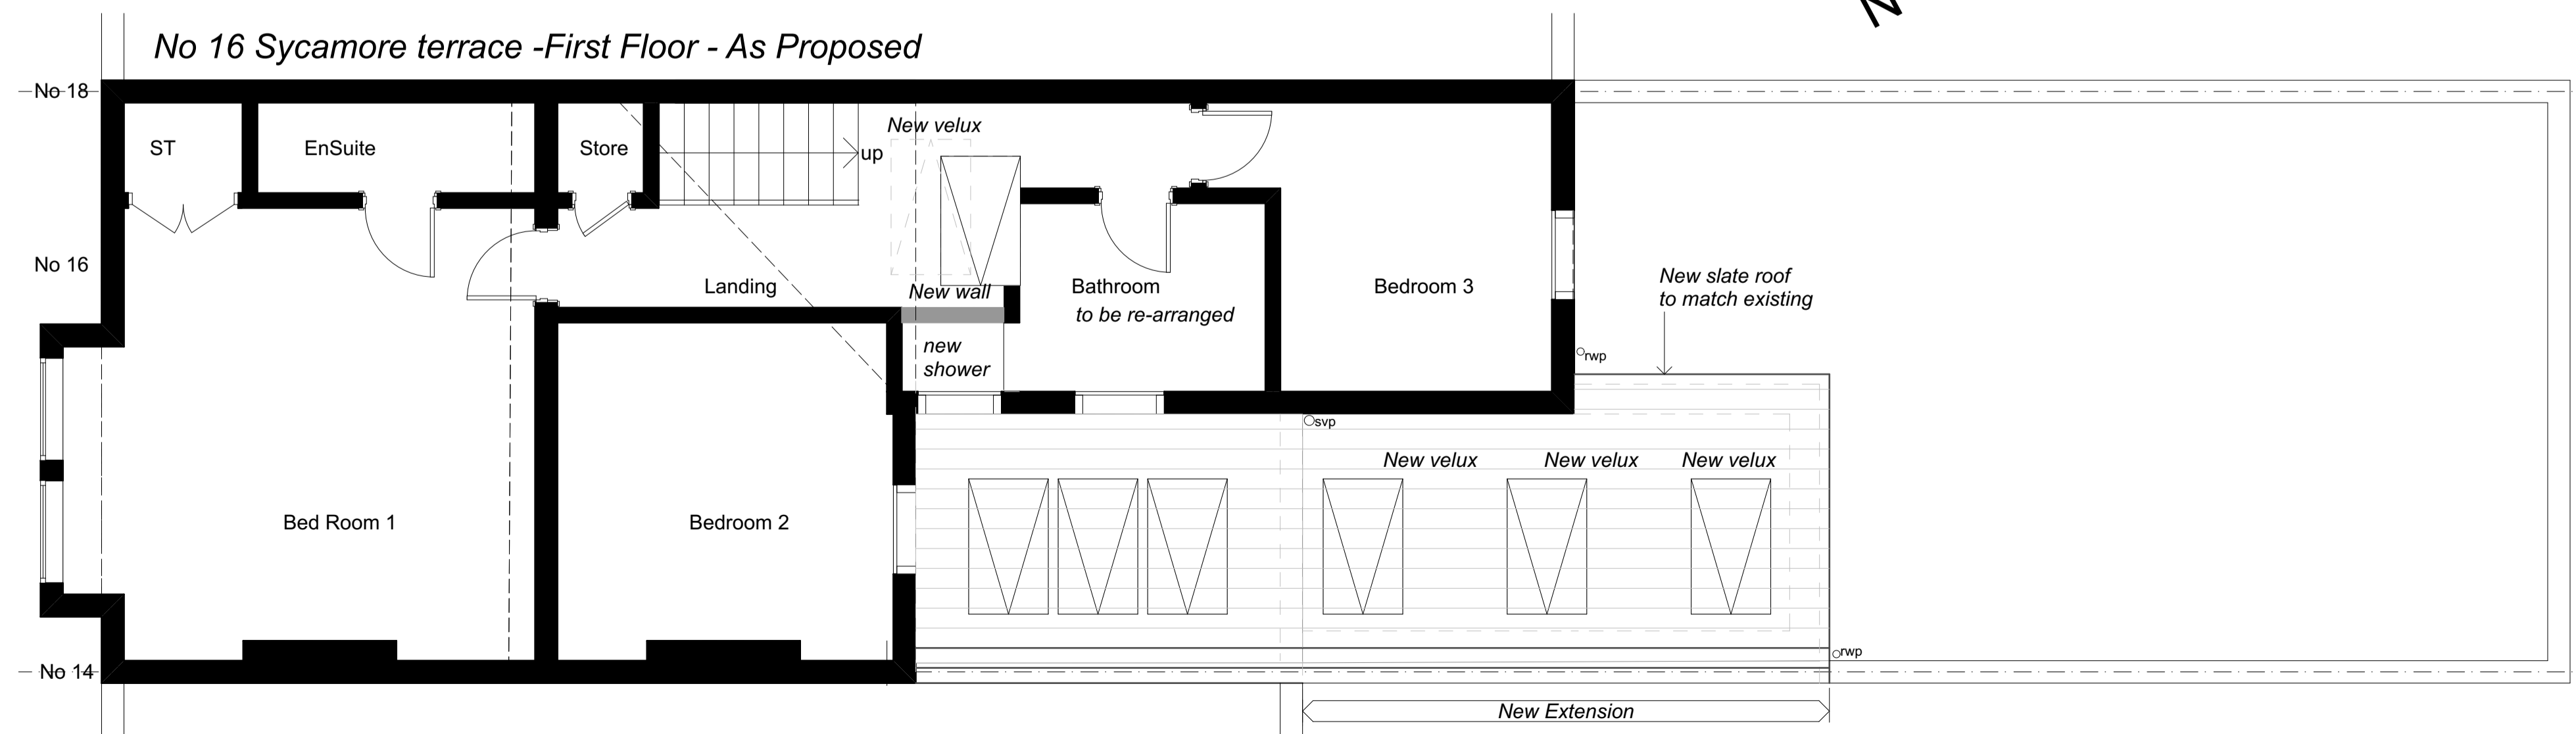 N
No 16 Sycamore terrace -First Floor - As Proposed
No 18
ST
EnSuite
Store
up
New velux
No 16
Landing
New wall
Bathroom
to be re-arranged
Bedroom 3
New slate roof
to match existing
new
shower
rwp
svp
New velux
New velux
New velux
Bed Room 1
Bedroom 2
rwp
No 14
New Extension